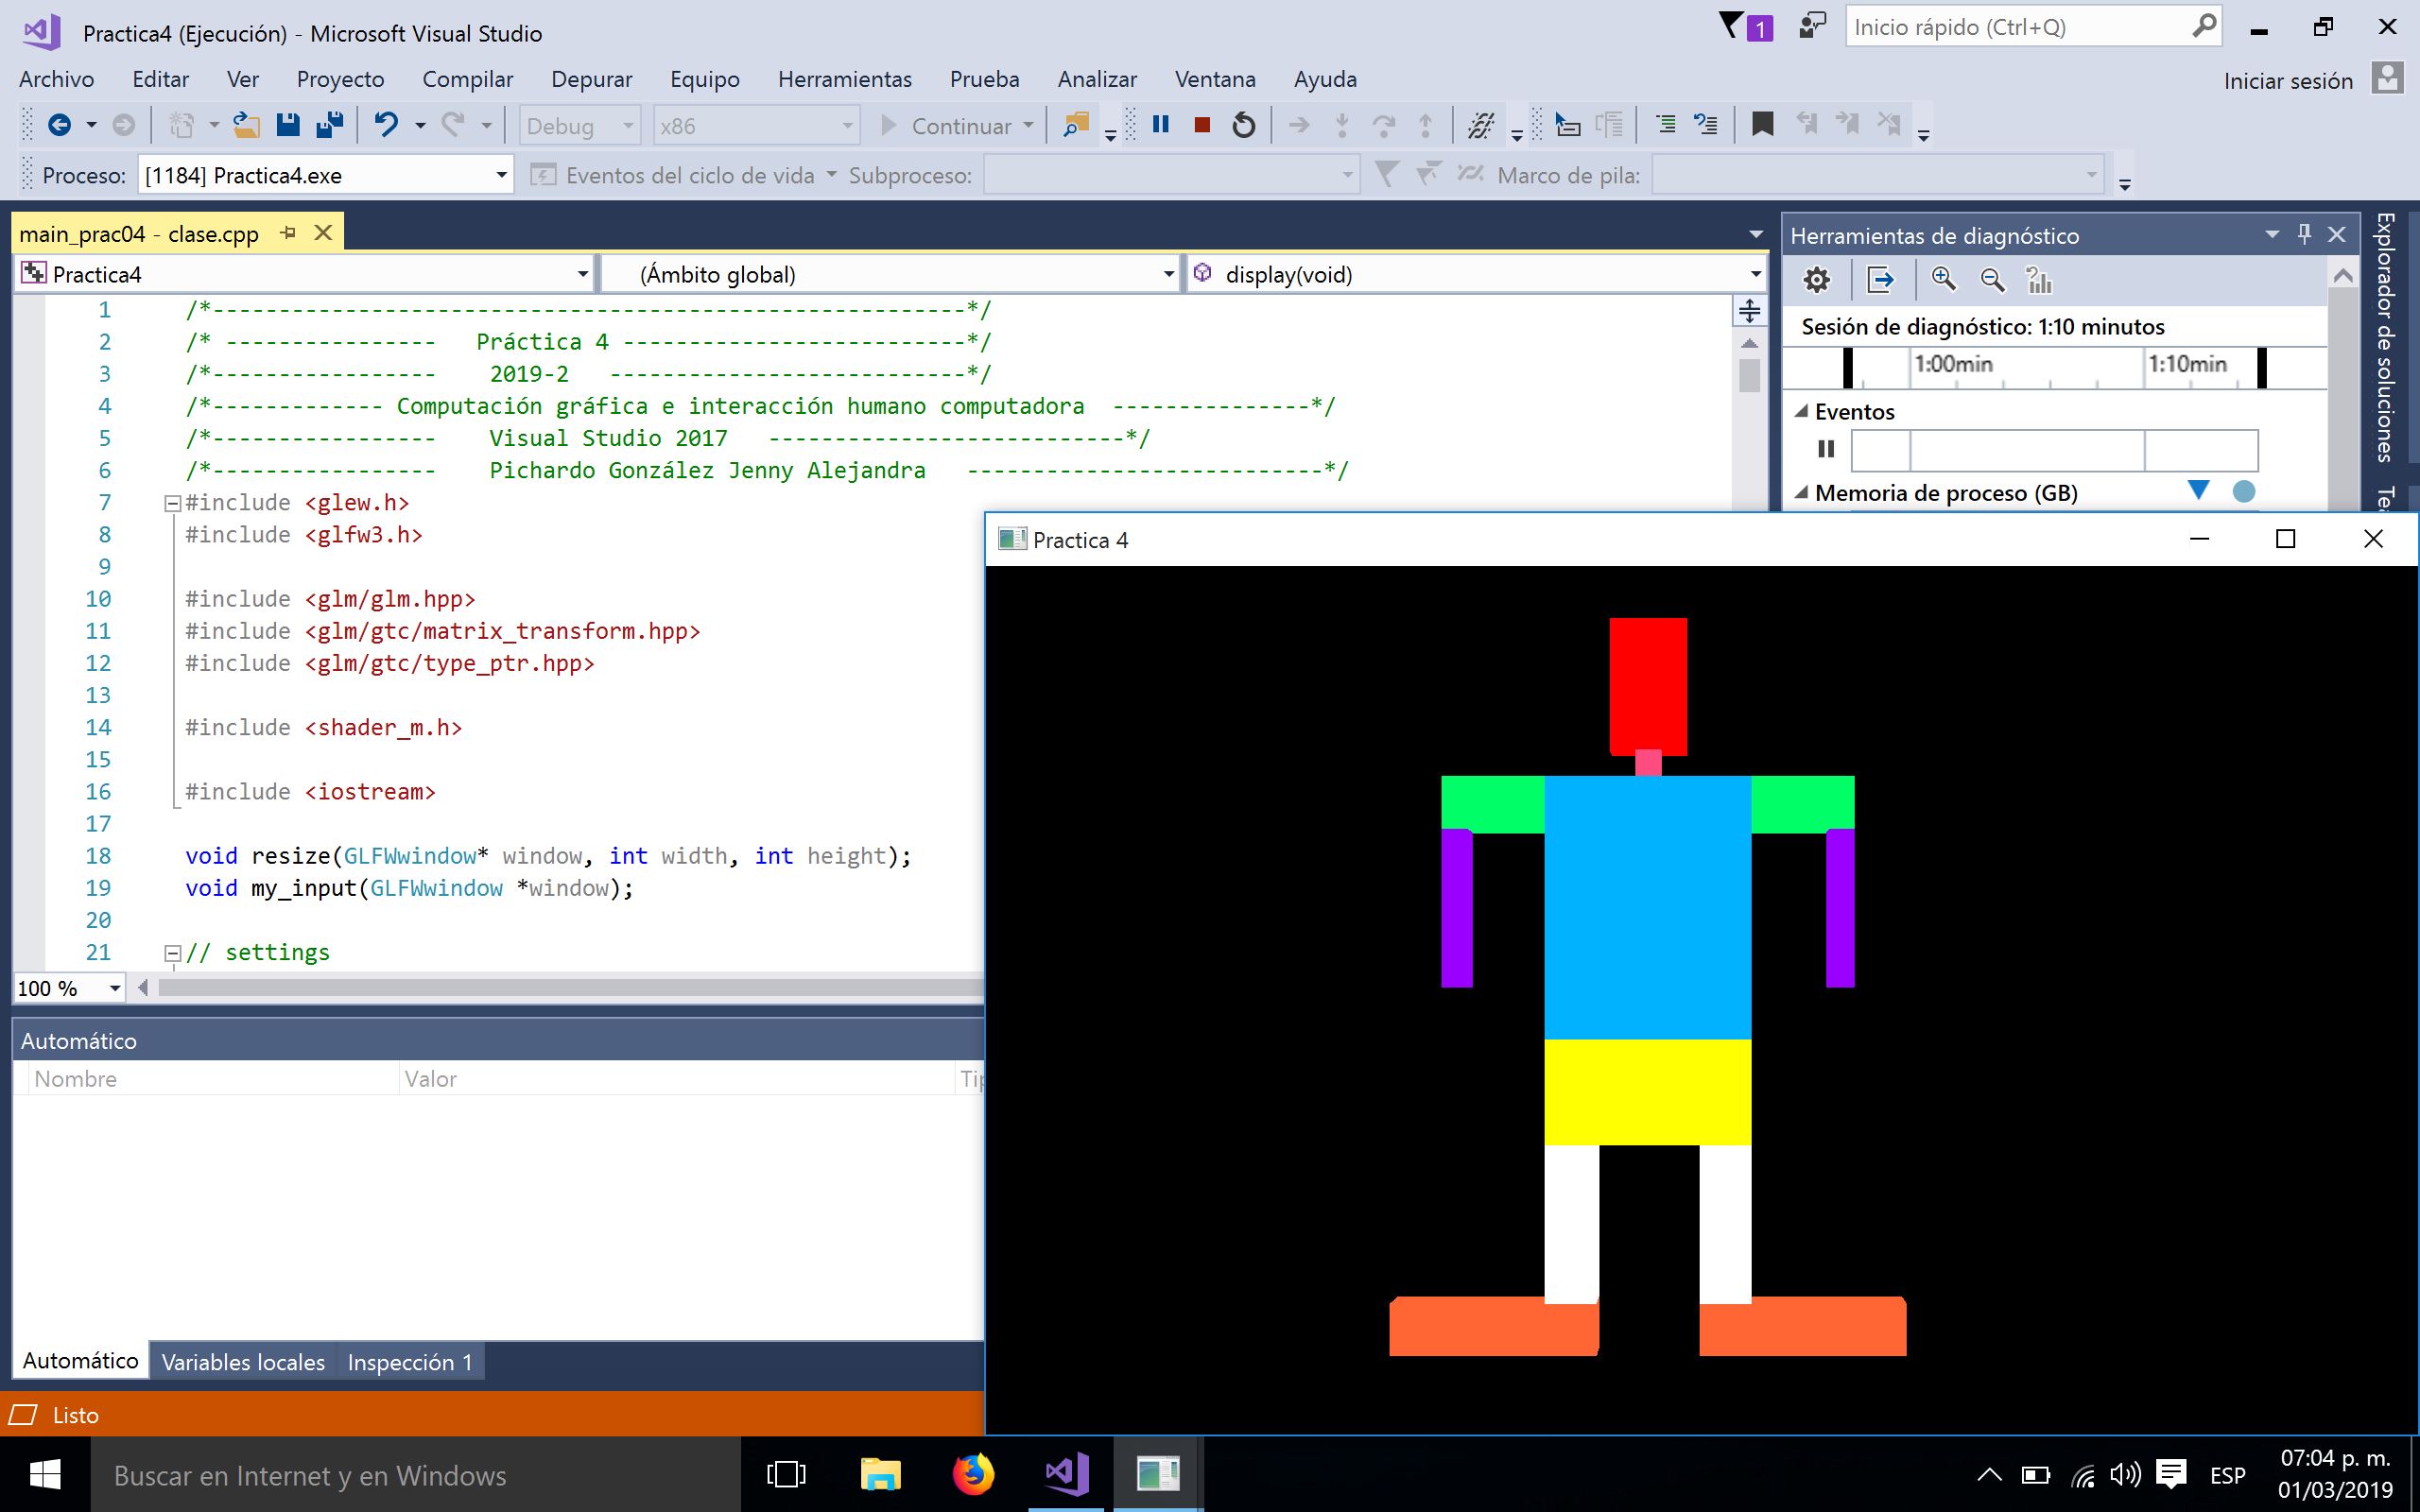 Practica4 (Ejecución) - Microsoft Visual Studio
1
Inicio rápido (Ctrl+Q)
Archivo Editar Ver Proyecto Compilar Depurar Equipo Herramientas Prueba Analizar Ventana Ayuda
Iniciar sesión
Debug x86 Continuar
Proceso: [1184] Practica4.exe Eventos del ciclo de vida Subproceso: Marco de pila:
main_prac04 - clase.cpp
Practica4 (Ámbito global) display(void)
1 /*---------------------------------------------------------*/
2 /* ---------------- Práctica 4 --------------------------*/
3 /*----------------- 2019-2 ---------------------------*/
4 /*------------- Computación gráfica e interacción humano computadora ---------------*/
5 /*----------------- Visual Studio 2017 ---------------------------*/
6 /*----------------- Pichardo González Jenny Alejandra ---------------------------*/
7 #include <glew.h>
8 #include <glfw3.h>
9
10 #include <glm/glm.hpp>
11 #include <glm/gtc/matrix_transform.hpp>
12 #include <glm/gtc/type_ptr.hpp>
13
14 #include <shader_m.h>
15
16 #include <iostream>
17
18 void resize(GLFWwindow* window, int width, int height);
19 void my_input(GLFWwindow *window);
20
21 // settings
100 %
Herramientas de diagnóstico
Sesión de diagnóstico: 1:10 minutos
1:00min 1:10min
Eventos
Memoria de proceso (GB)
Explorador de soluciones
Practica 4
Automático
Nombre Valor
Automático Variables locales Inspección 1
Listo
Buscar en Internet y en Windows
ESP
07:04 p. m.
01/03/2019